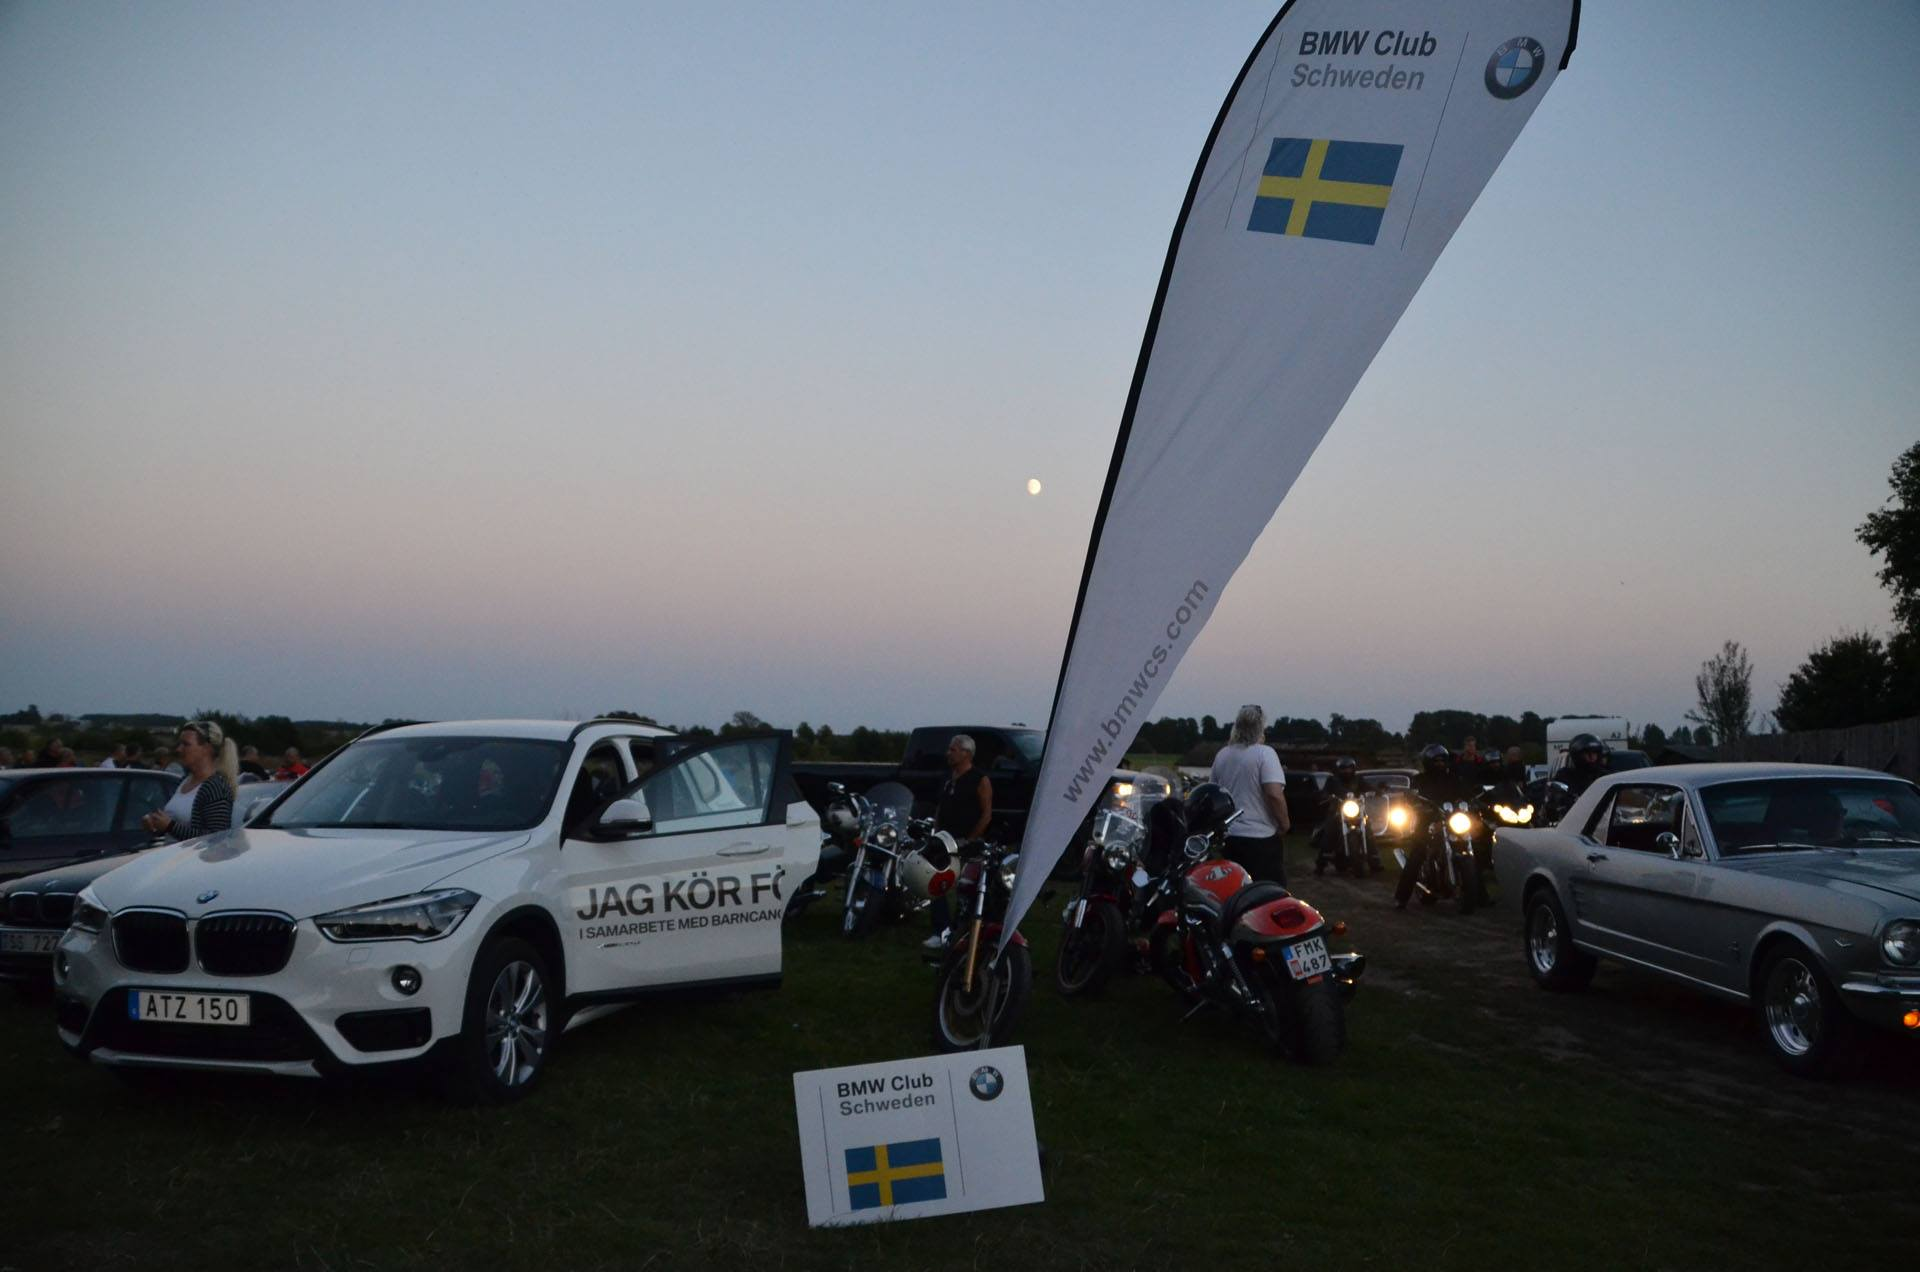 BMW Club
Schweden
BMW
www.bmwcs.com
JAG KÖR FÖ
I SAMARBETE MED BARNCANC
ATZ 150
FMK
487
BMW Club
Schweden
BMW